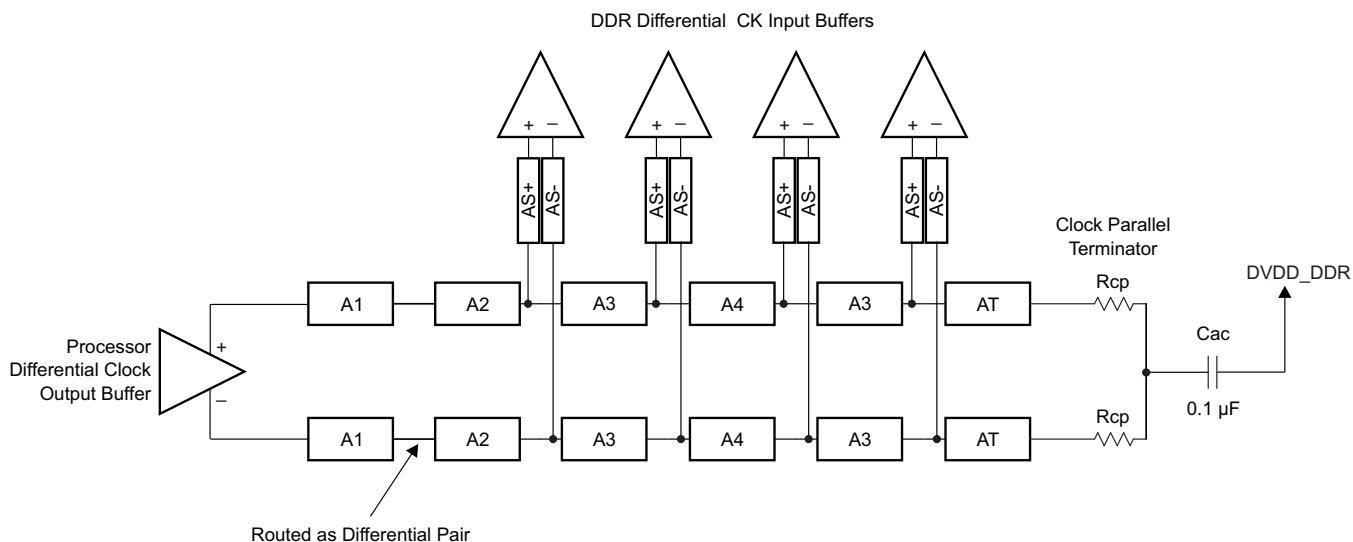 DDR Differential CK Input Buffers
+ – + – + – + –
AS+ AS- AS+ AS- AS+ AS- AS+ AS-
Clock Parallel
Terminator
Rcp
DVDD_DDR
A1 A2 A3 A4 A3 AT
Processor
Differential Clock
Output Buffer
+
–
Cac
0.1 µF
Rcp
A1 A2 A3 A4 A3 AT
Routed as Differential Pair